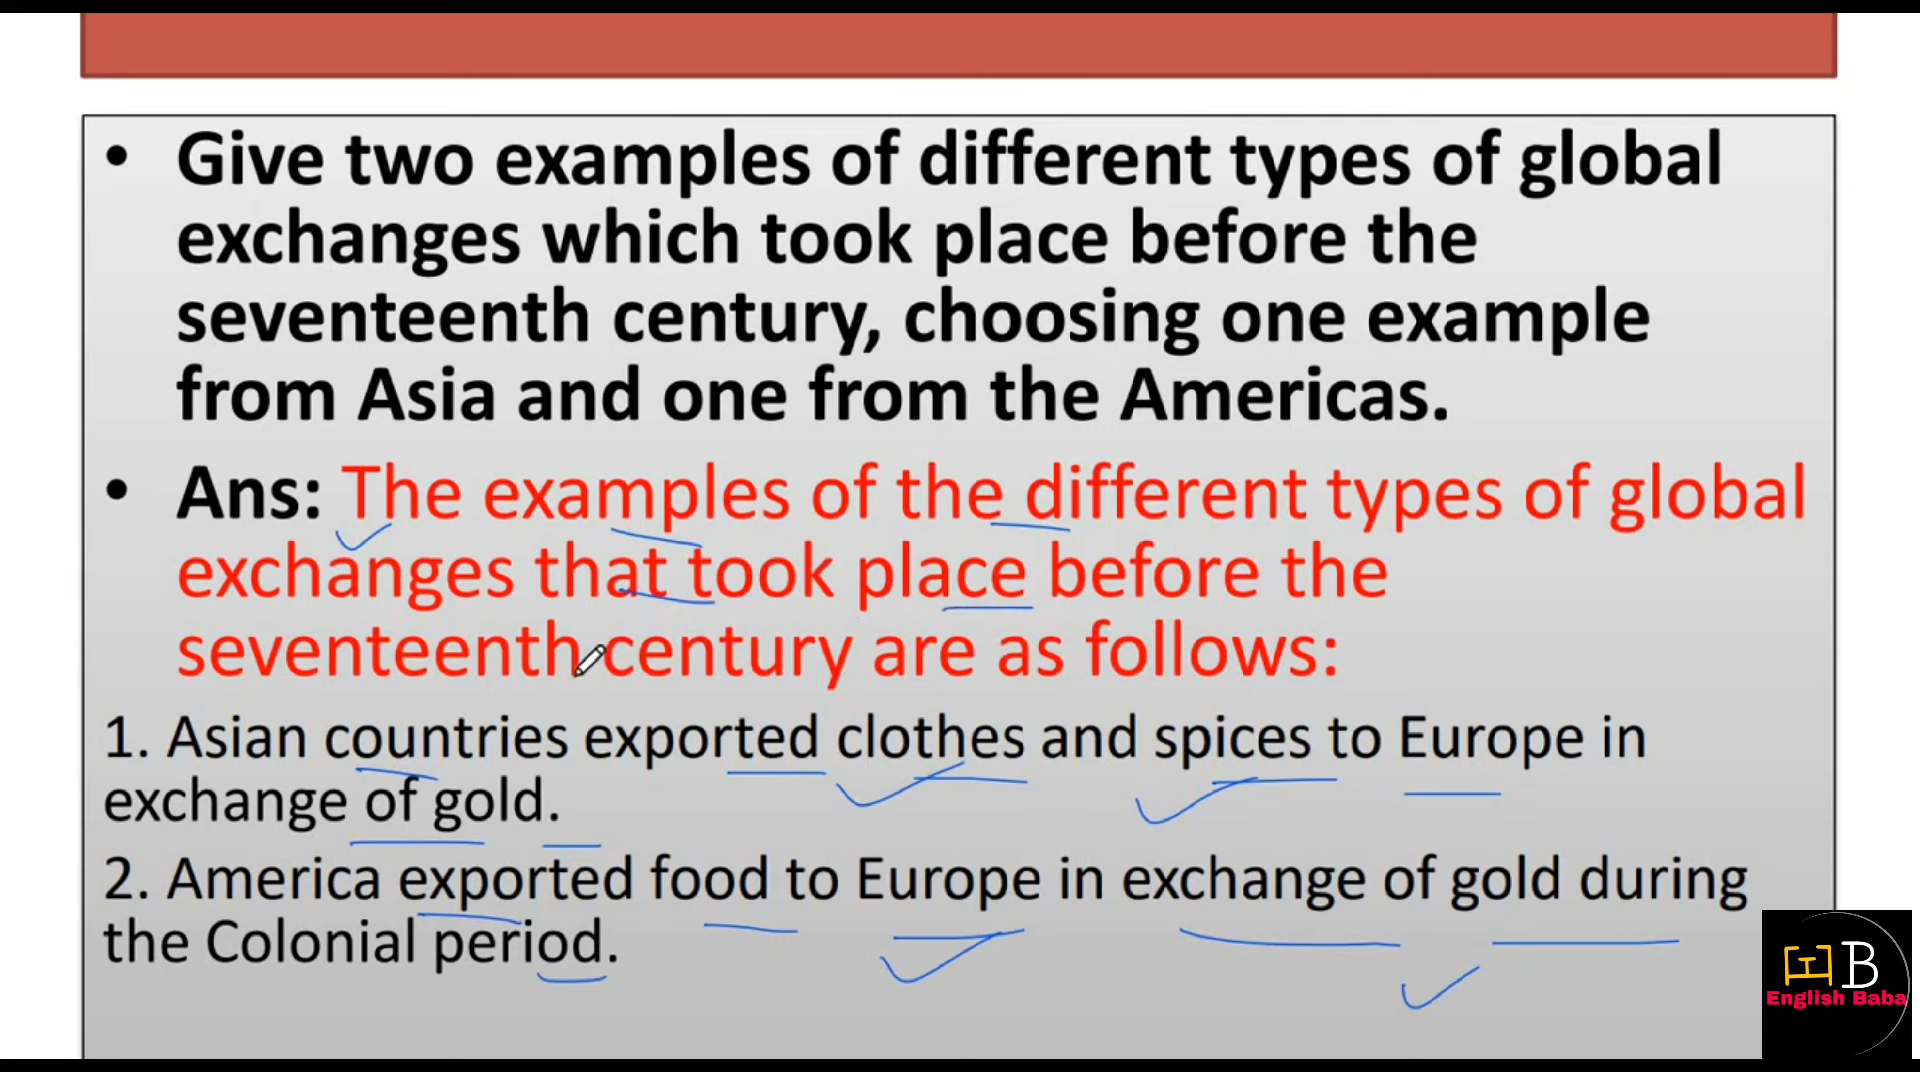 • Give two examples of different types of global
exchanges which took place before the
seventeenth century, choosing one example
from Asia and one from the Americas.
• Ans: The examples of the different types of global
exchanges that took place before the
seventeenth century are as follows:
1. Asian countries exported clothes and spices to Europe in
exchange of gold.
2. America exported food to Europe in exchange of gold during
the Colonial period.
EB
English Baba